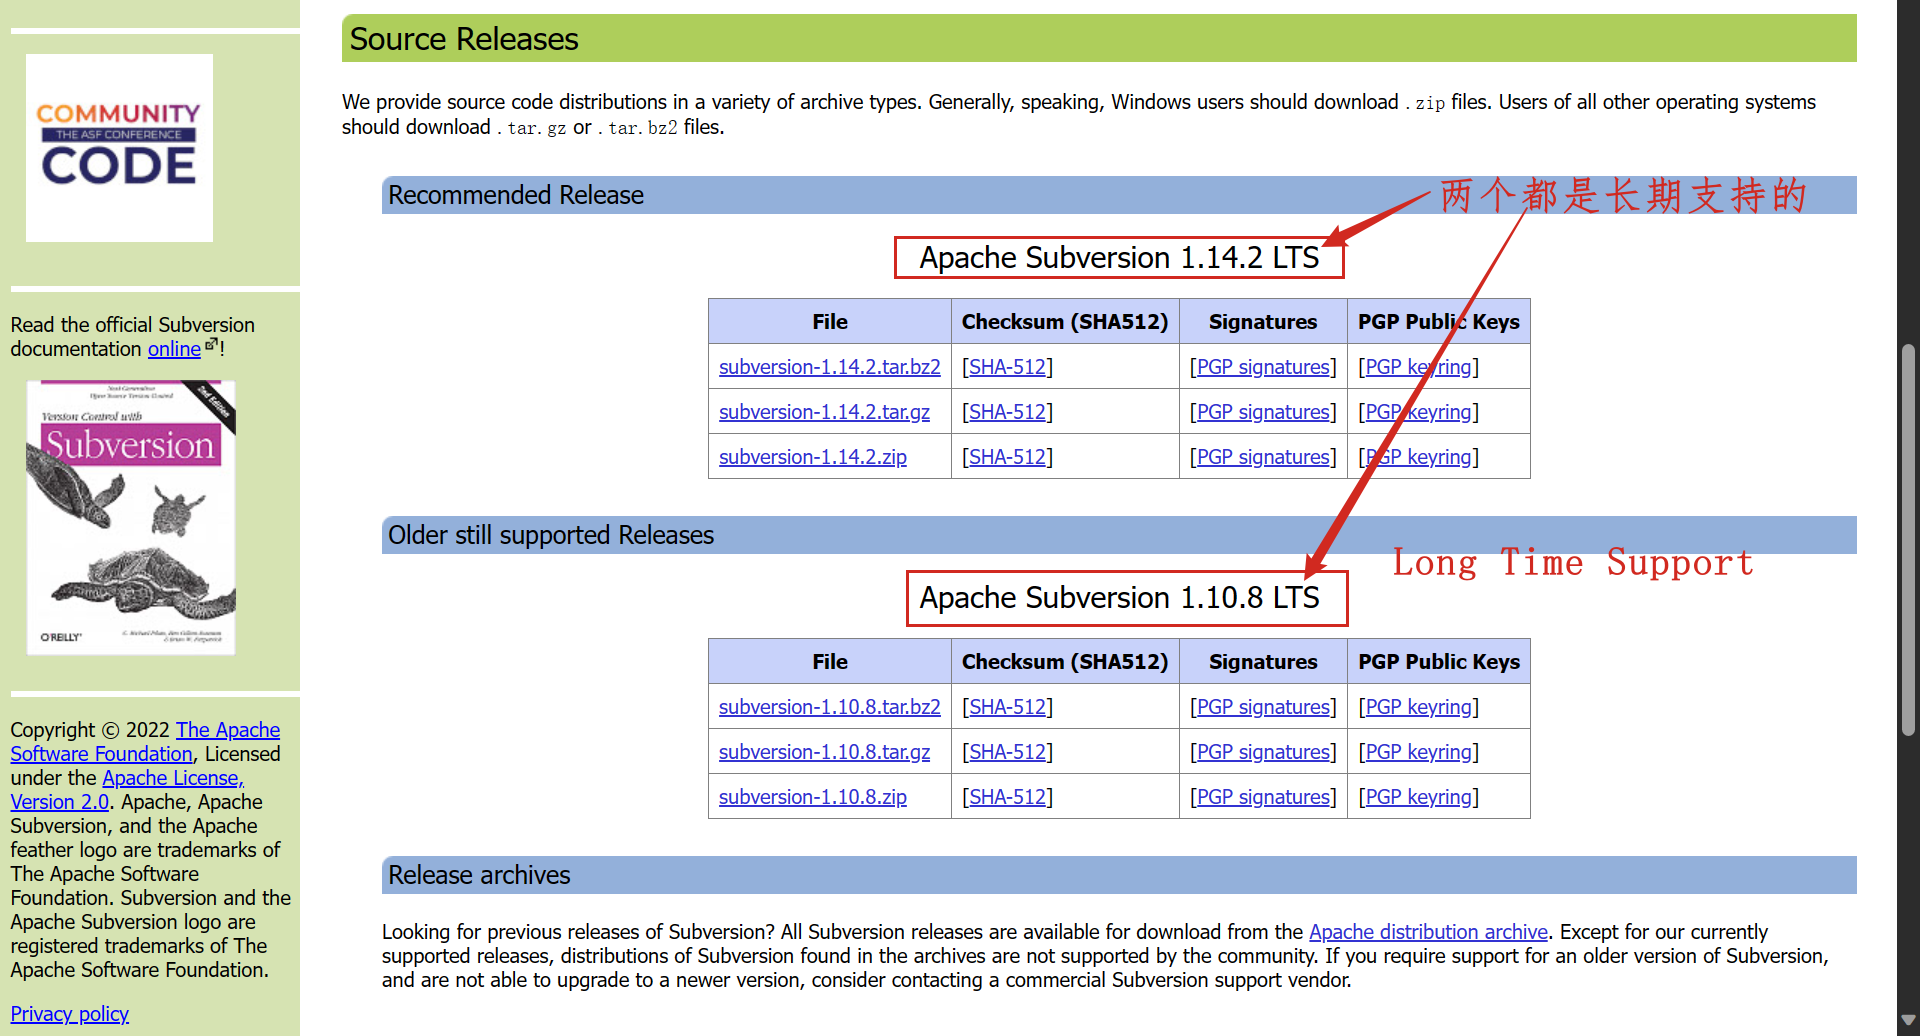 COMMUNITY
THE ASF CONFERENCE
CODE
Read the official Subversion
documentation online!
Next Generation
Open Source Version Control
2nd Edition
Version Control with
Subversion
O'REILLY
Copyright © 2022 The Apache
Software Foundation, Licensed
under the Apache License,
Version 2.0. Apache, Apache
Subversion, and the Apache
feather logo are trademarks of
The Apache Software
Foundation. Subversion and the
Apache Subversion logo are
registered trademarks of The
Apache Software Foundation.
Privacy policy
Source Releases
We provide source code distributions in a variety of archive types. Generally, speaking, Windows users should download .zip files. Users of all other operating systems
should download .tar.gz or .tar.bz2 files.
Recommended Release
两个都是长期支持的
Apache Subversion 1.14.2 LTS
File Checksum (SHA512) Signatures PGP Public Keys
subversion-1.14.2.tar.bz2 [SHA-512] [PGP signatures] [PGP keyring]
subversion-1.14.2.tar.gz [SHA-512] [PGP signatures] [PGP keyring]
subversion-1.14.2.zip [SHA-512] [PGP signatures] [PGP keyring]
Older still supported Releases
Long Time Support
Apache Subversion 1.10.8 LTS
File Checksum (SHA512) Signatures PGP Public Keys
subversion-1.10.8.tar.bz2 [SHA-512] [PGP signatures] [PGP keyring]
subversion-1.10.8.tar.gz [SHA-512] [PGP signatures] [PGP keyring]
subversion-1.10.8.zip [SHA-512] [PGP signatures] [PGP keyring]
Release archives
Looking for previous releases of Subversion? All Subversion releases are available for download from the Apache distribution archive. Except for our currently
supported releases, distributions of Subversion found in the archives are not supported by the community. If you require support for an older version of Subversion,
and are not able to upgrade to a newer version, consider contacting a commercial Subversion support vendor.